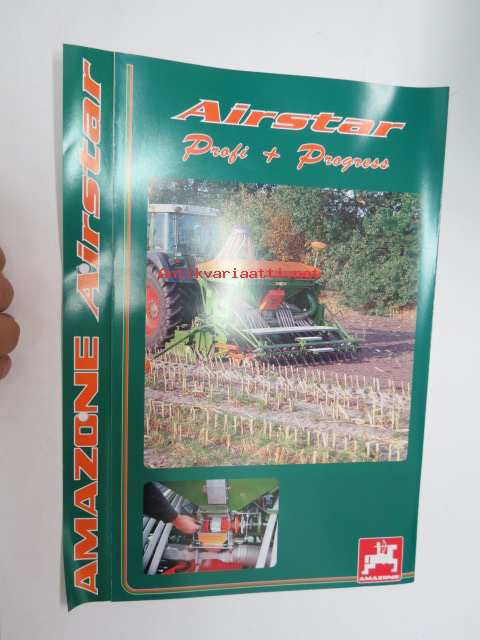 AMAZONE Airstar
Airstar
Profi + Progress
Antikvariaatti.net
AMAZONE